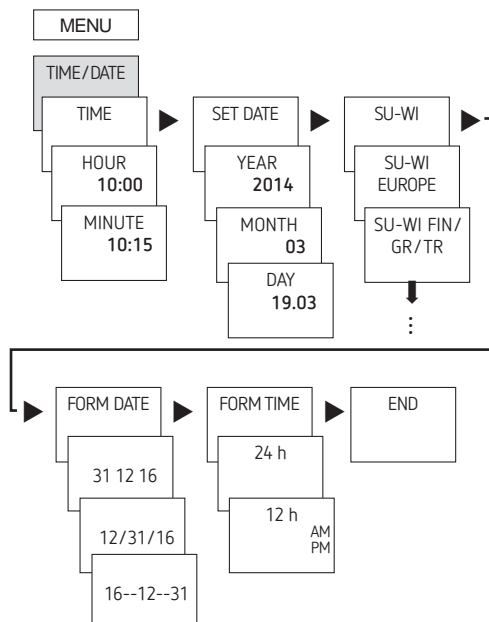 MENU
TIME/DATE
TIME
HOUR
10:00
MINUTE
10:15
SET DATE
YEAR
2014
MONTH
03
DAY
19.03
SU-WI
SU-WI
EUROPE
SU-WI FIN/
GR/TR
FORM DATE
31 12 16
12/31/16
16--12--31
FORM TIME
24 h
12 h
AM
PM
END